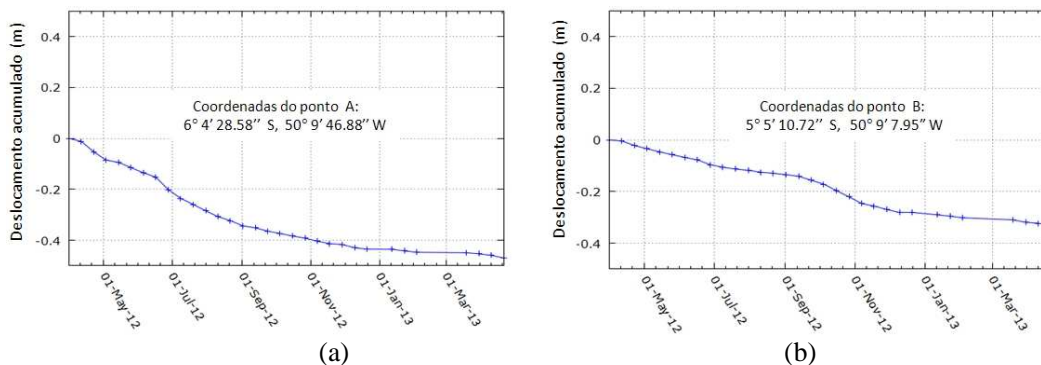 Deslocamento acumulado (m)
0.4
0.2
0
-0.2
-0.4
Coordenadas do ponto A:
6° 4' 28.58'' S, 50° 9' 46.88'' W
01-May-12
01-Jul-12
01-Sep-12
01-Nov-12
01-Jan-13
01-Mar-13
(a)
Deslocamento acumulado (m)
0.4
0.2
0
-0.2
-0.4
Coordenadas do ponto B:
5° 5' 10.72'' S, 50° 9' 7.95" W
01-May-12
01-Jul-12
01-Sep-12
01-Nov-12
01-Jan-13
01-Mar-13
(b)